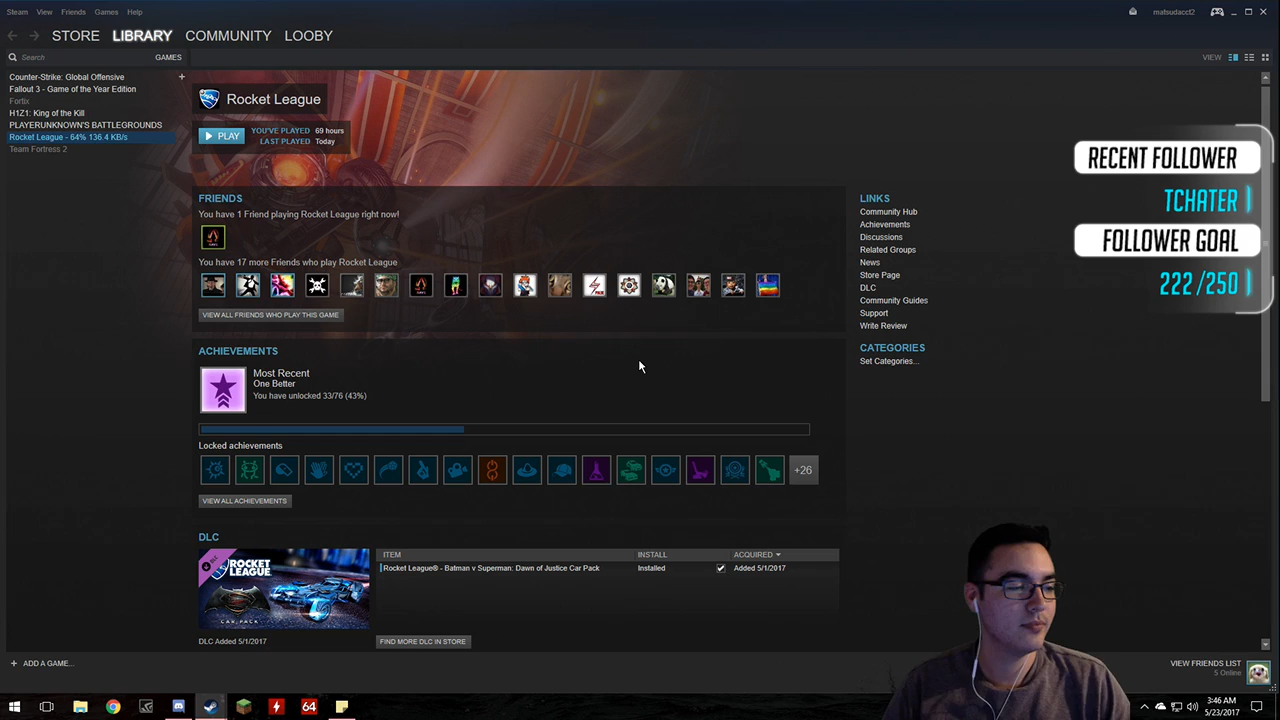 Steam View Friends Games Help
matsudacct2
STORE LIBRARY COMMUNITY LOOBY
Search GAMES
VIEW
Counter-Strike: Global Offensive
Fallout 3 - Game of the Year Edition
Fortix
H1Z1: King of the Kill
PLAYERUNKNOWN'S BATTLEGROUNDS
Rocket League - 64% 136.4 KB/s
Team Fortress 2
Rocket League
PLAY
YOU'VE PLAYED 69 hours
LAST PLAYED Today
FRIENDS
You have 1 Friend playing Rocket League right now!
You have 17 more Friends who play Rocket League
VIEW ALL FRIENDS WHO PLAY THIS GAME
ACHIEVEMENTS
Most Recent
One Better
You have unlocked 33/76 (43%)
Locked achievements
+26
VIEW ALL ACHIEVEMENTS
DLC
ROCKET
LEAGUE
CAR PACK
DLC Added 5/1/2017
ITEM INSTALL ACQUIRED
Rocket League® - Batman v Superman: Dawn of Justice Car Pack Installed Added 5/1/2017
FIND MORE DLC IN STORE
LINKS
Community Hub
Achievements
Discussions
Related Groups
News
Store Page
DLC
Community Guides
Support
Write Review
CATEGORIES
Set Categories...
RECENT FOLLOWER
TCHATER
FOLLOWER GOAL
222/250
+ ADD A GAME...
VIEW FRIENDS LIST
5 Online
64
3:46 AM
5/23/2017